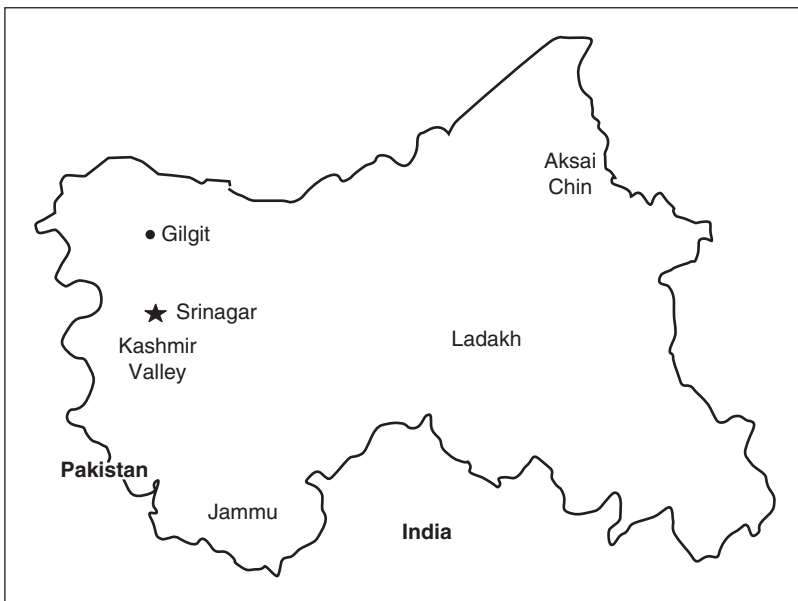 Aksai
Chin
Gilgit
Srinagar
Kashmir
Valley
Ladakh
Pakistan
Jammu
India